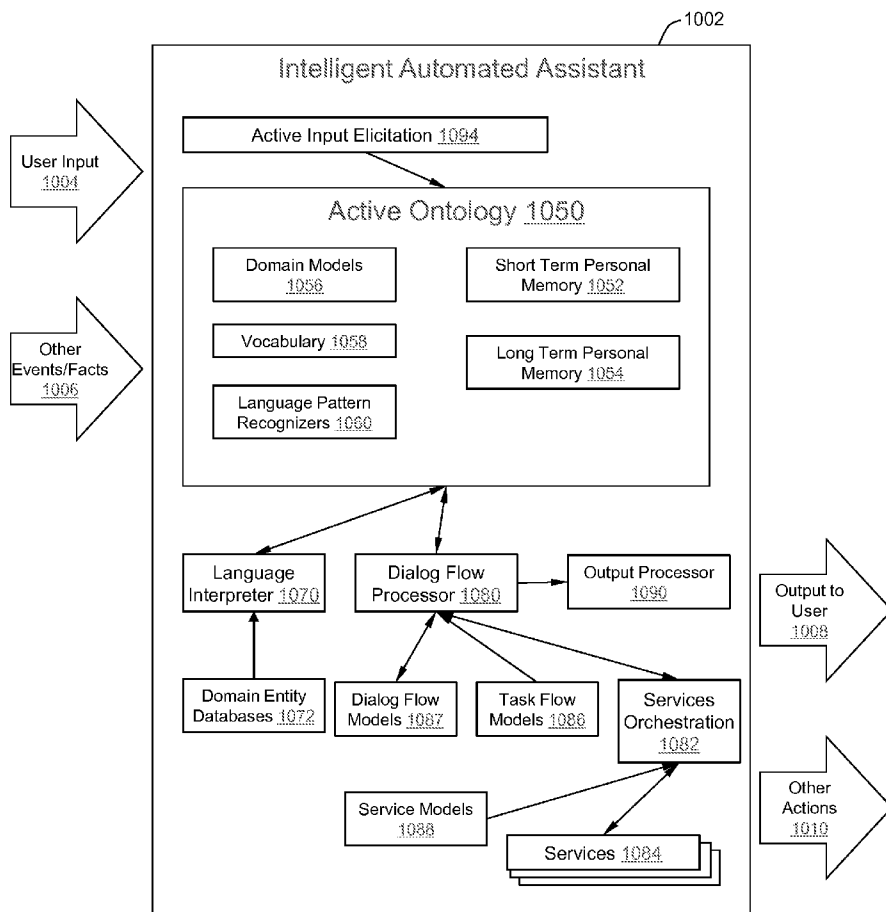 1002
Intelligent Automated Assistant
Active Input Elicitation 1094
User Input
1004
Active Ontology 1050
Domain Models
1056
Short Term Personal
Memory 1052
Vocabulary 1058
Other
Events/Facts
1006
Long Term Personal
Memory 1054
Language Pattern
Recognizers 1060
Language
Interpreter 1070
Dialog Flow
Processor 1080
Output Processor
1090
Output to
User
1008
Domain Entity
Databases 1072
Dialog Flow
Models 1087
Task Flow
Models 1086
Services
Orchestration
1082
Service Models
1088
Other
Actions
1010
Services 1084